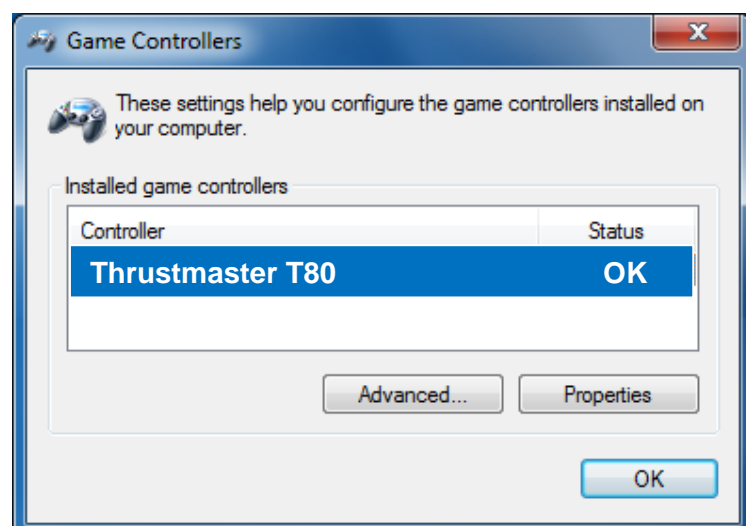 Game Controllers
These settings help you configure the game controllers installed on
your computer.
Installed game controllers
Controller Status
Thrustmaster T80 OK
Advanced... Properties
OK